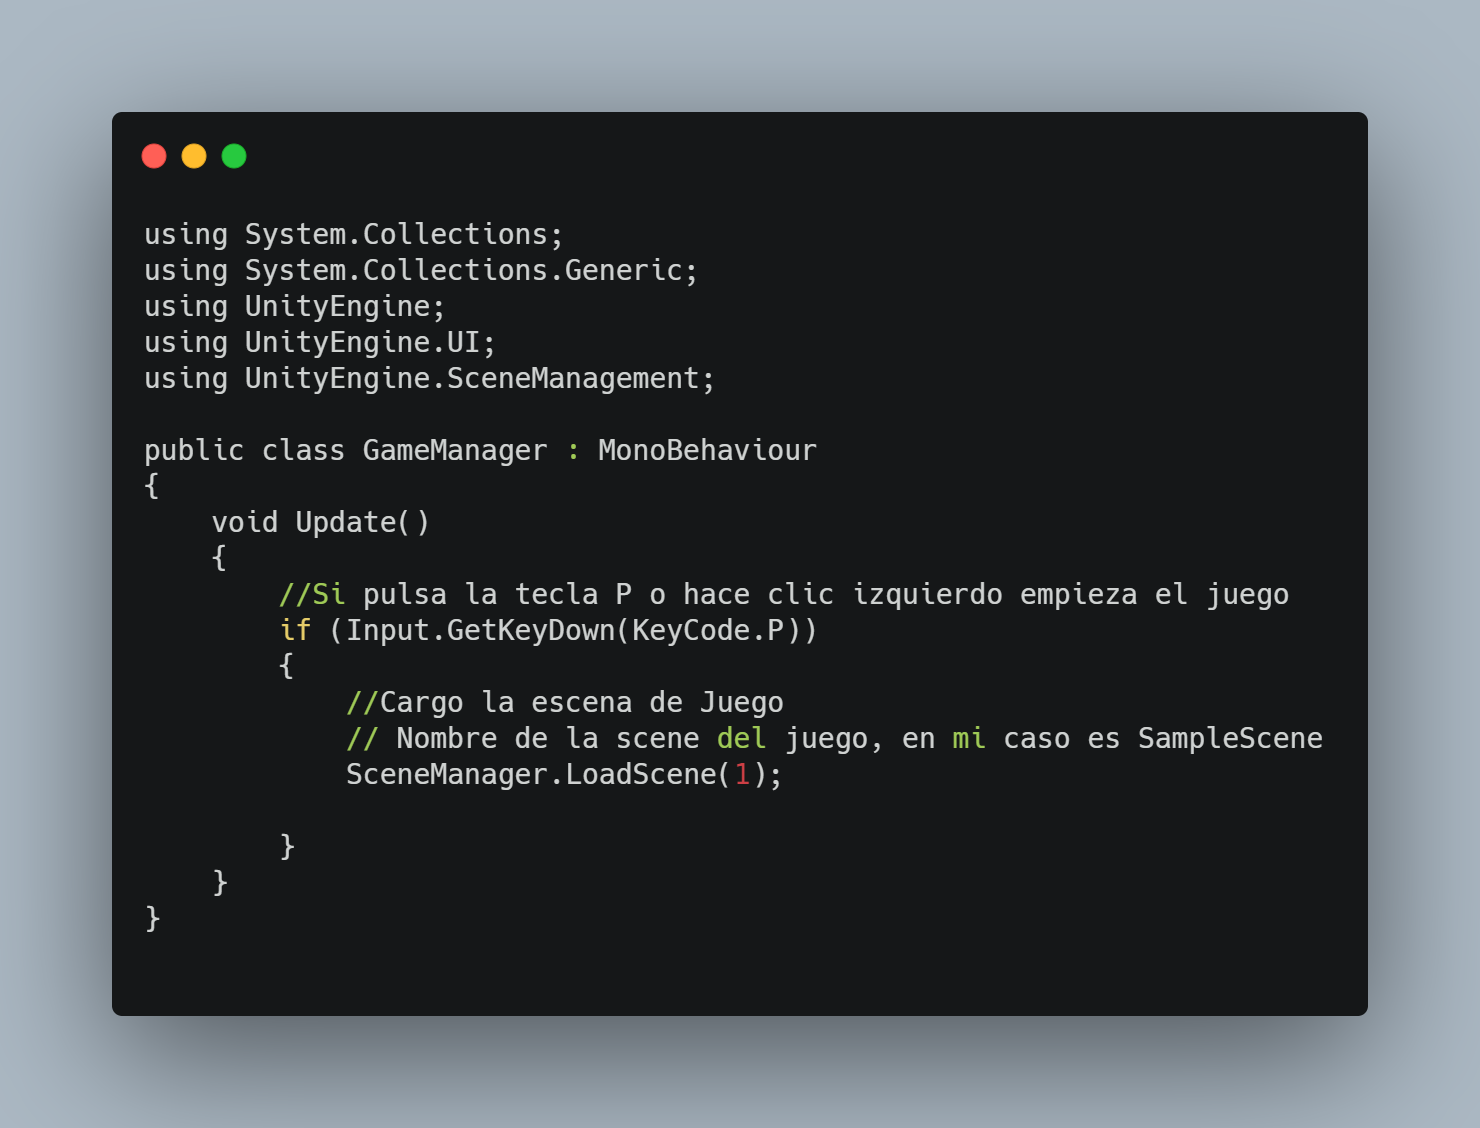 using System.Collections;
using System.Collections.Generic;
using UnityEngine;
using UnityEngine.UI;
using UnityEngine.SceneManagement;

public class GameManager : MonoBehaviour
{
    void Update()
    {
        //Si pulsa la tecla P o hace clic izquierdo empieza el juego
        if (Input.GetKeyDown(KeyCode.P))
        {
            //Cargo la escena de Juego
            // Nombre de la scene del juego, en mi caso es SampleScene
            SceneManager.LoadScene(1);

        }
    }
}